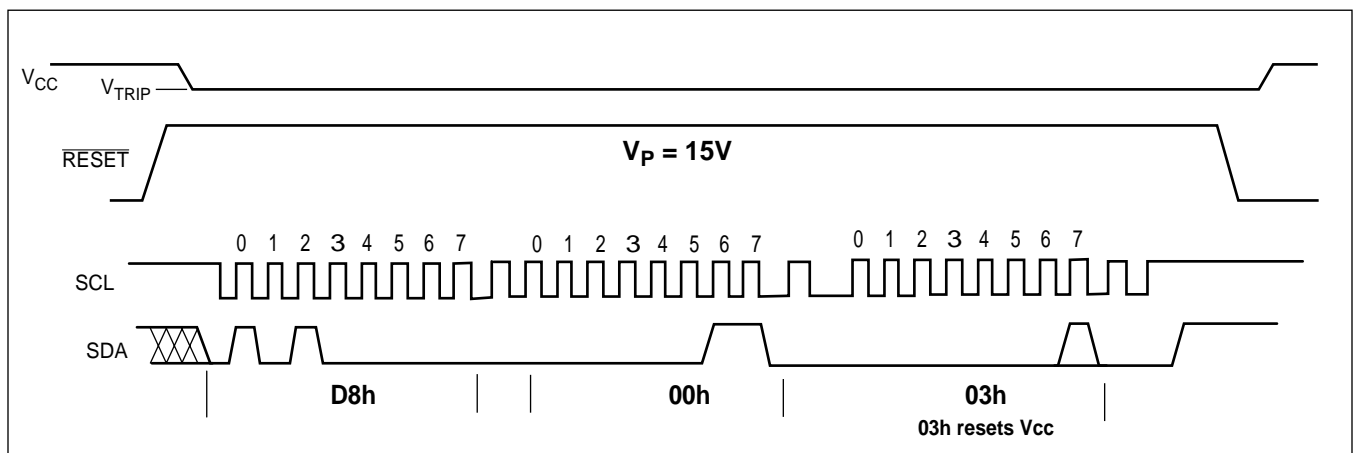 VCC
VTRIP
RESET
VP = 15V
0 1 2 3 4 5 6 7 0 1 2 3 4 5 6 7 0 1 2 3 4 5 6 7
SCL
SDA
D8h 00h 03h
03h resets Vcc